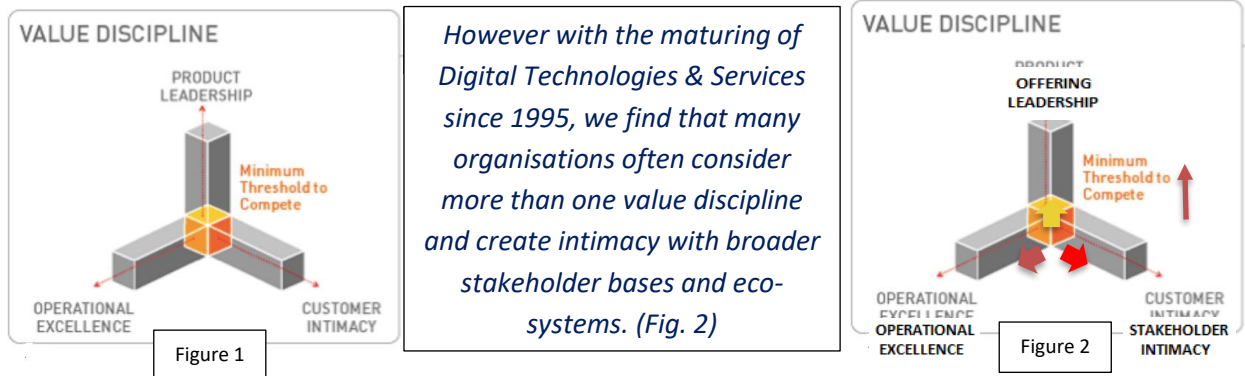 VALUE DISCIPLINE
PRODUCT
LEADERSHIP
Minimum
Threshold to
Compete
OPERATIONAL
EXCELLENCE
CUSTOMER
INTIMACY
Figure 1
However with the maturing of
Digital Technologies & Services
since 1995, we find that many
organisations often consider
more than one value discipline
and create intimacy with broader
stakeholder bases and eco-
systems. (Fig. 2)
VALUE DISCIPLINE
PRODUCT
OFFERING
LEADERSHIP
Minimum
Threshold to
Compete
OPERATIONAL
EXCELLENCE
OPERATIONAL
EXCELLENCE
CUSTOMER
INTIMACY
STAKEHOLDER
INTIMACY
Figure 2